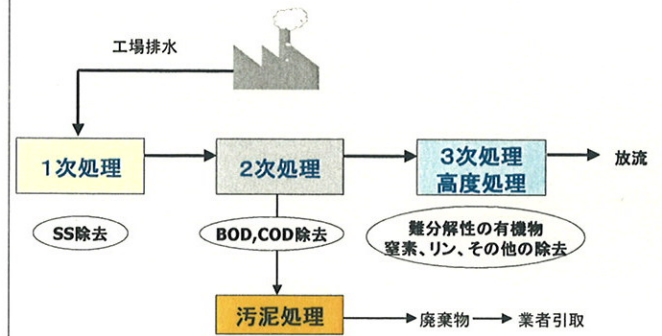 工場排水
1次処理
2次処理
3次処理
高度処理
放流
SS除去
BOD,COD除去
難分解性の有機物
窒素、リン、その他の除去
汚泥処理
廃棄物
業者引取